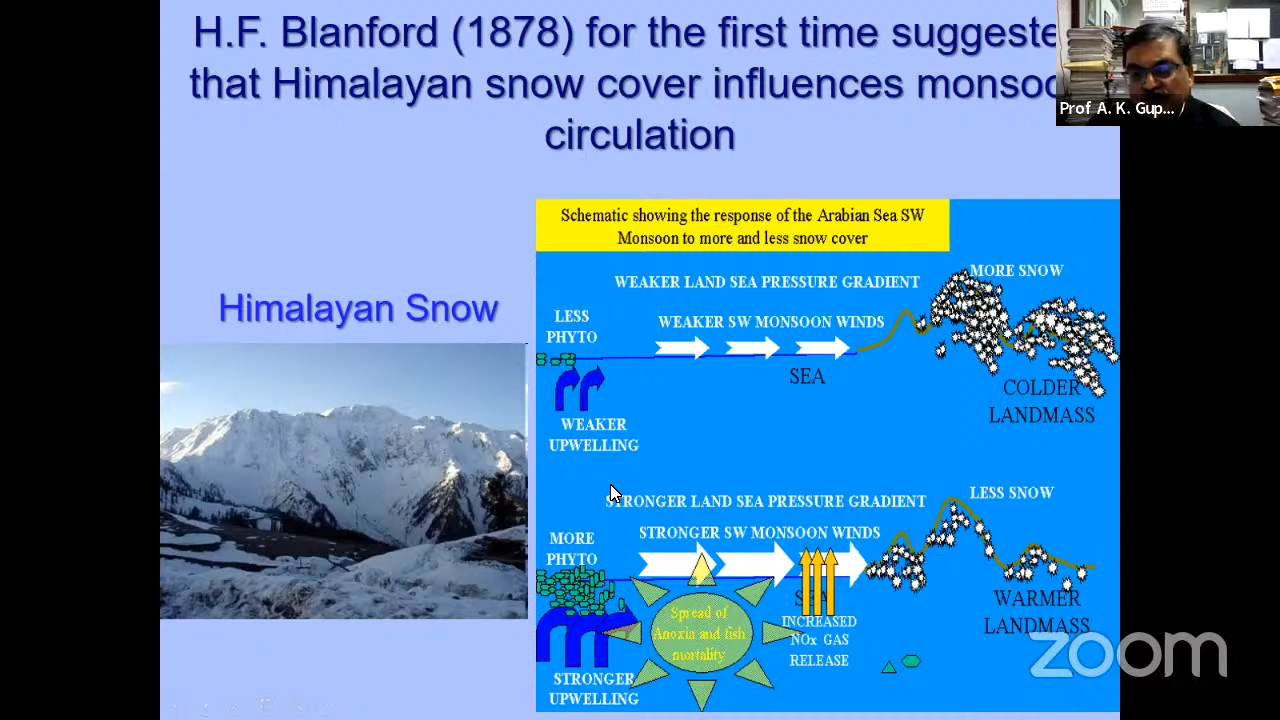 H.F. Blanford (1878) for the first time suggeste
that Himalayan snow cover influences monsoo
circulation
Prof A. K. Gup...
Schematic showing the response of the Arabian Sea SW
Monsoon to more and less snow cover
Himalayan Snow
WEAKER LAND SEA PRESSURE GRADIENT
MORE SNOW
LESS
PHYTO
WEAKER SW MONSOON WINDS
SEA
COLDER
LANDMASS
WEAKER
UPWELLING
STRONGER LAND SEA PRESSURE GRADIENT
LESS SNOW
STRONGER SW MONSOON WINDS
MORE
PHYTO
SEA
WARMER
LANDMASS
Spread of
Anoxia and fish
mortality
INCREASED
NOx GAS
RELEASE
STRONGER
UPWELLING
zoom